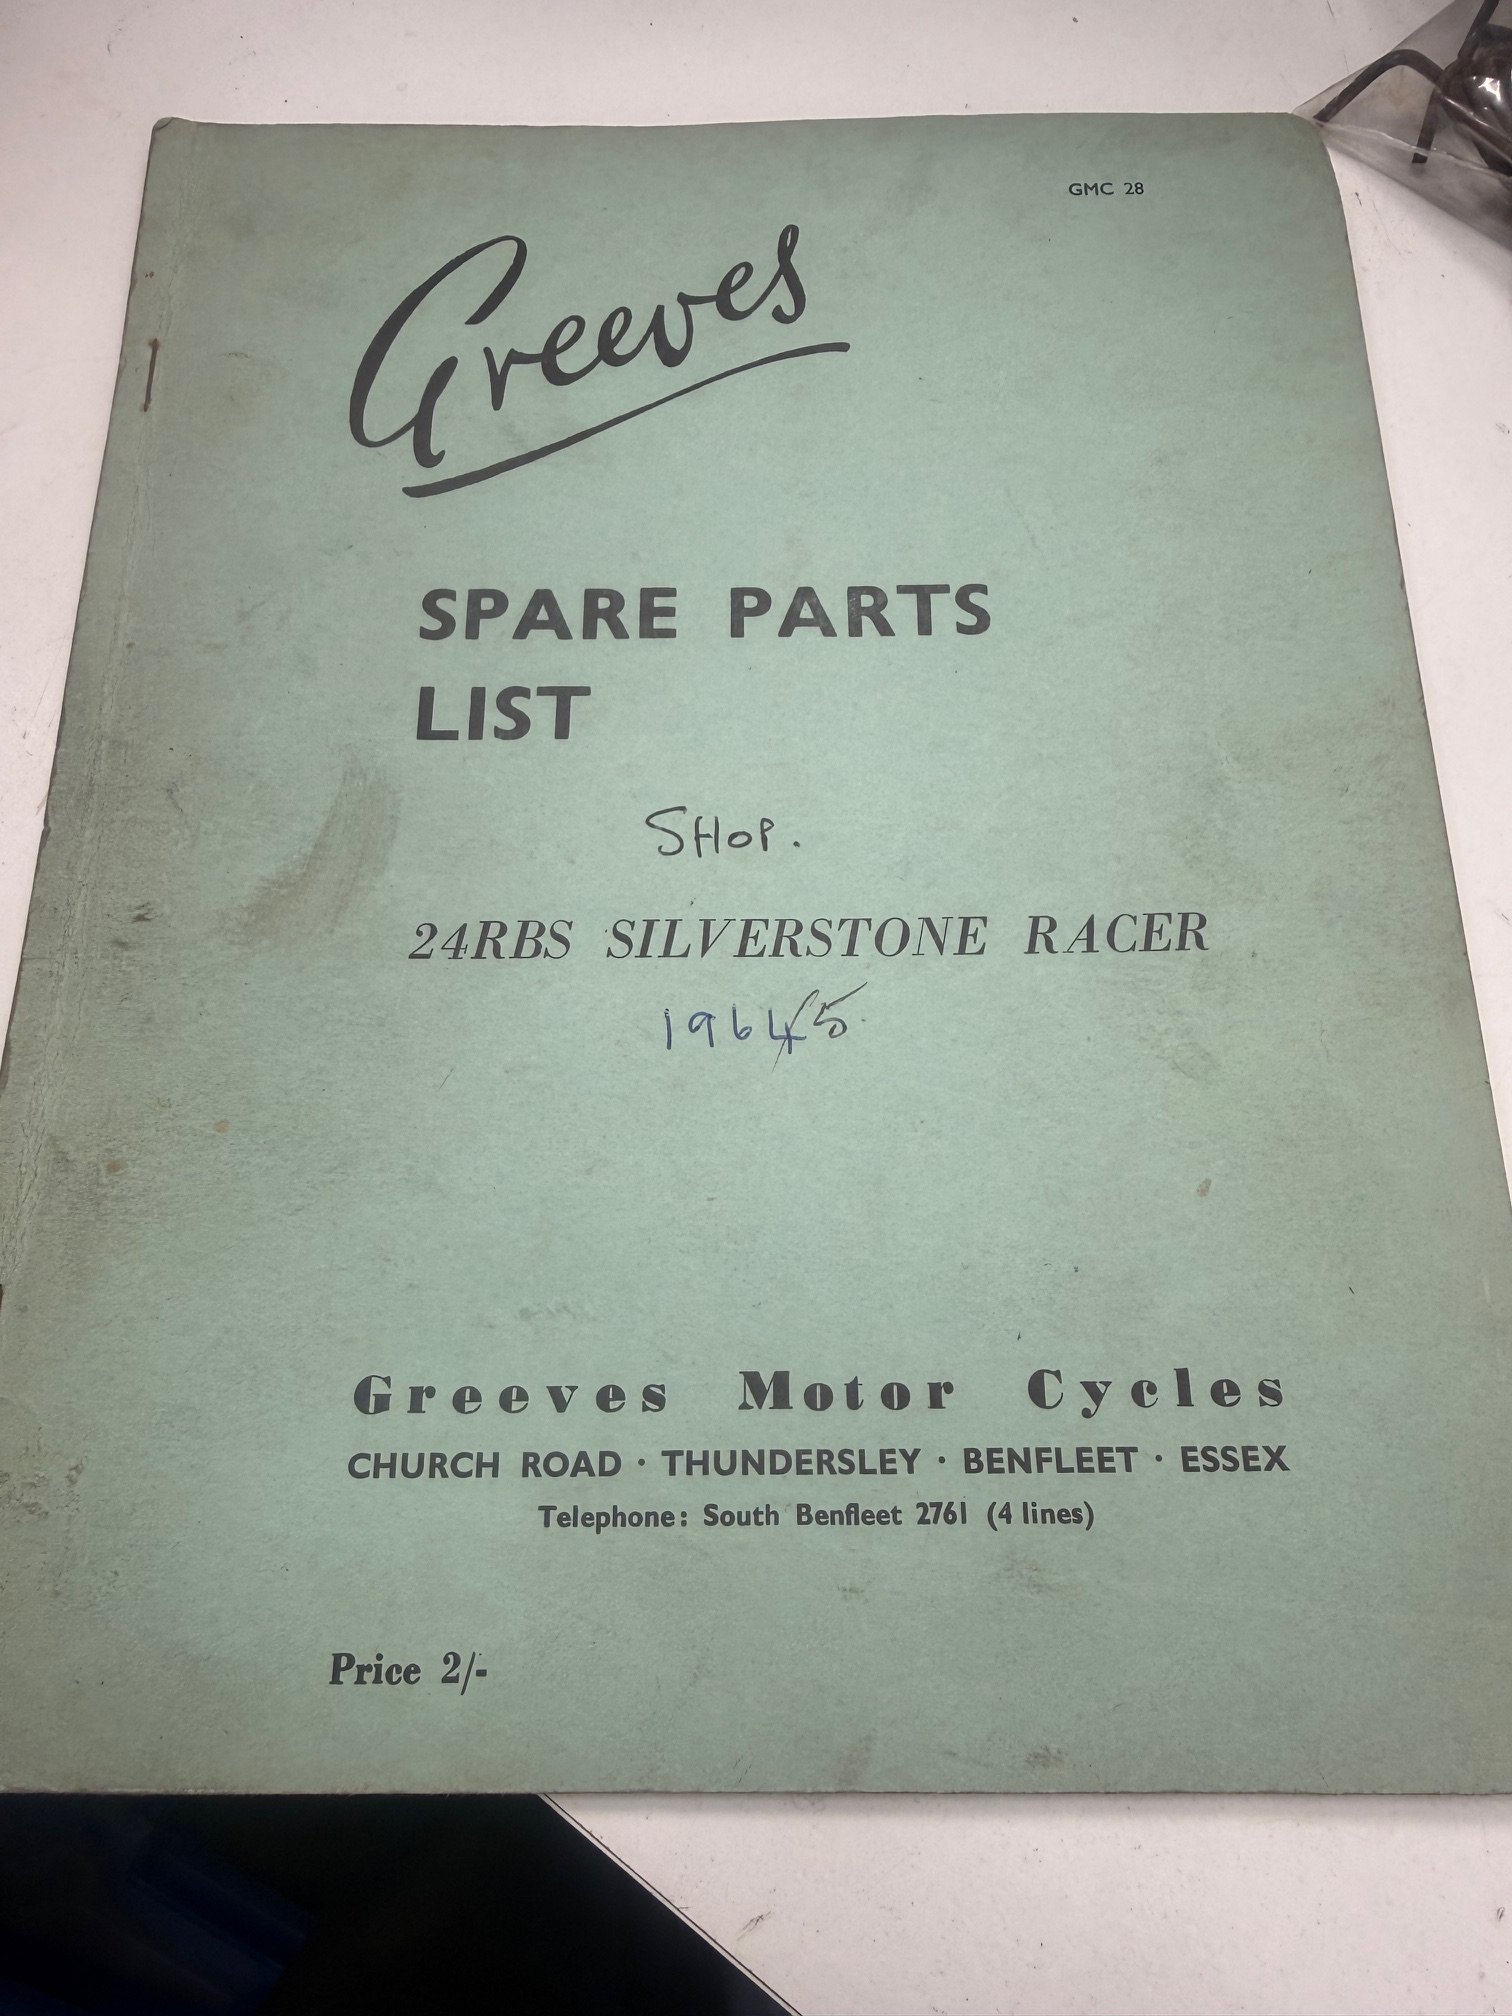 GMC 28
Greeves
SPARE PARTS
LIST
SHOP.
24RBS SILVERSTONE RACER
19645
Greeves Motor Cycles
CHURCH ROAD · THUNDERSLEY · BENFLEET · ESSEX
Telephone: South Benfleet 2761 (4 lines)
Price 2/-